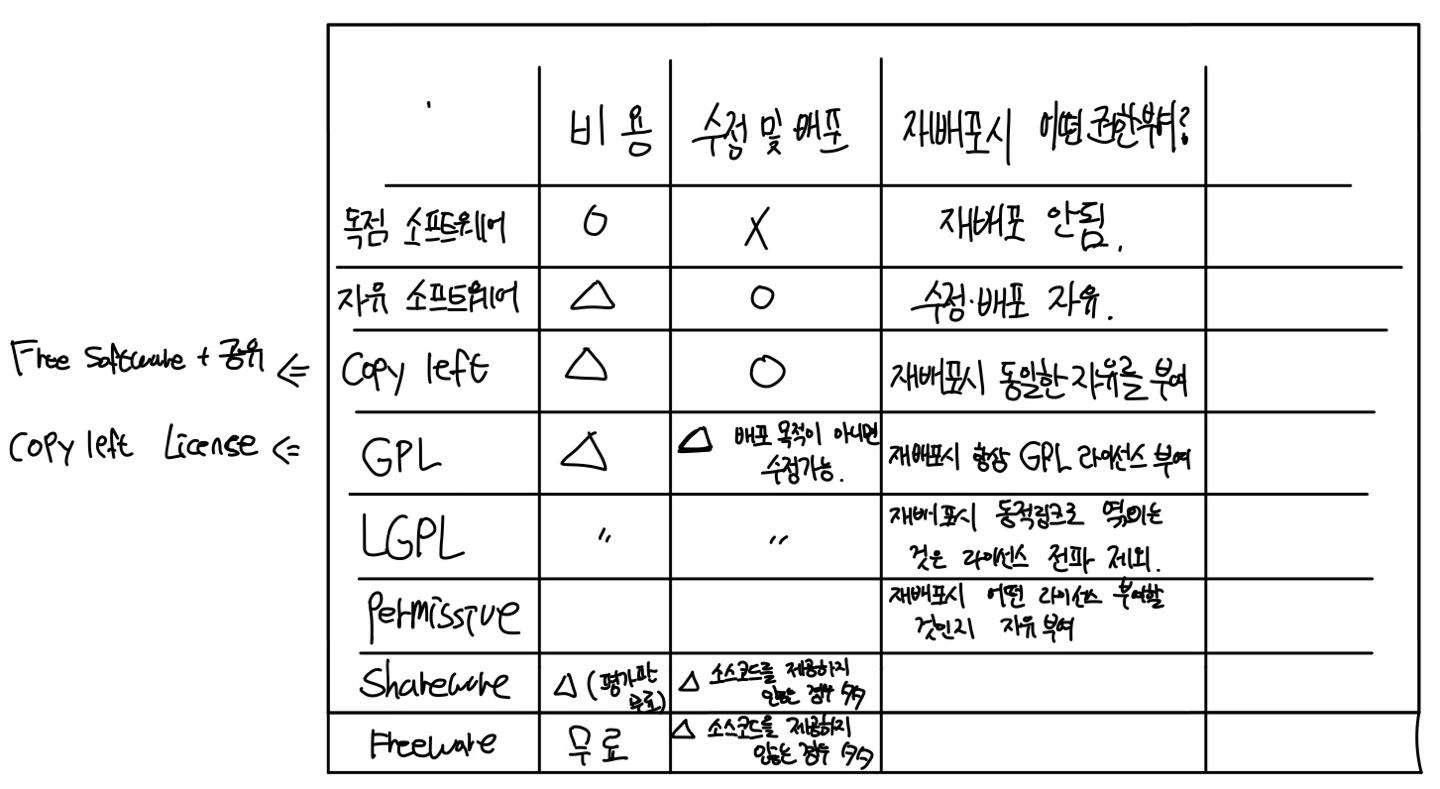 비용 수정 및 배포 재배포시 어떤 권한부여?
독점 소프트웨어 O X 재배포 안됨.
자유 소프트웨어 △ O 수정·배포 자유.
Free Software + 공유 <= Copy left △ O 재배포시 동일한 자유를 부여
Copy left License <= GPL △ △ 배포 목적이 아니면
수정가능.
재배포시 항상 GPL 라이선스 부여
LGPL 〃 〃 재배포시 동적링크로 엮이는
것은 라이선스 전파 제외.
Permissive 재배포시 어떤 라이선스 부여할
것인지 자유 부여
Shareware △ (평가판
무료)
△ 소스코드를 제공하지
않는 경우 多多
Freeware 무료 △ 소스코드를 제공하지
않는 경우 多多